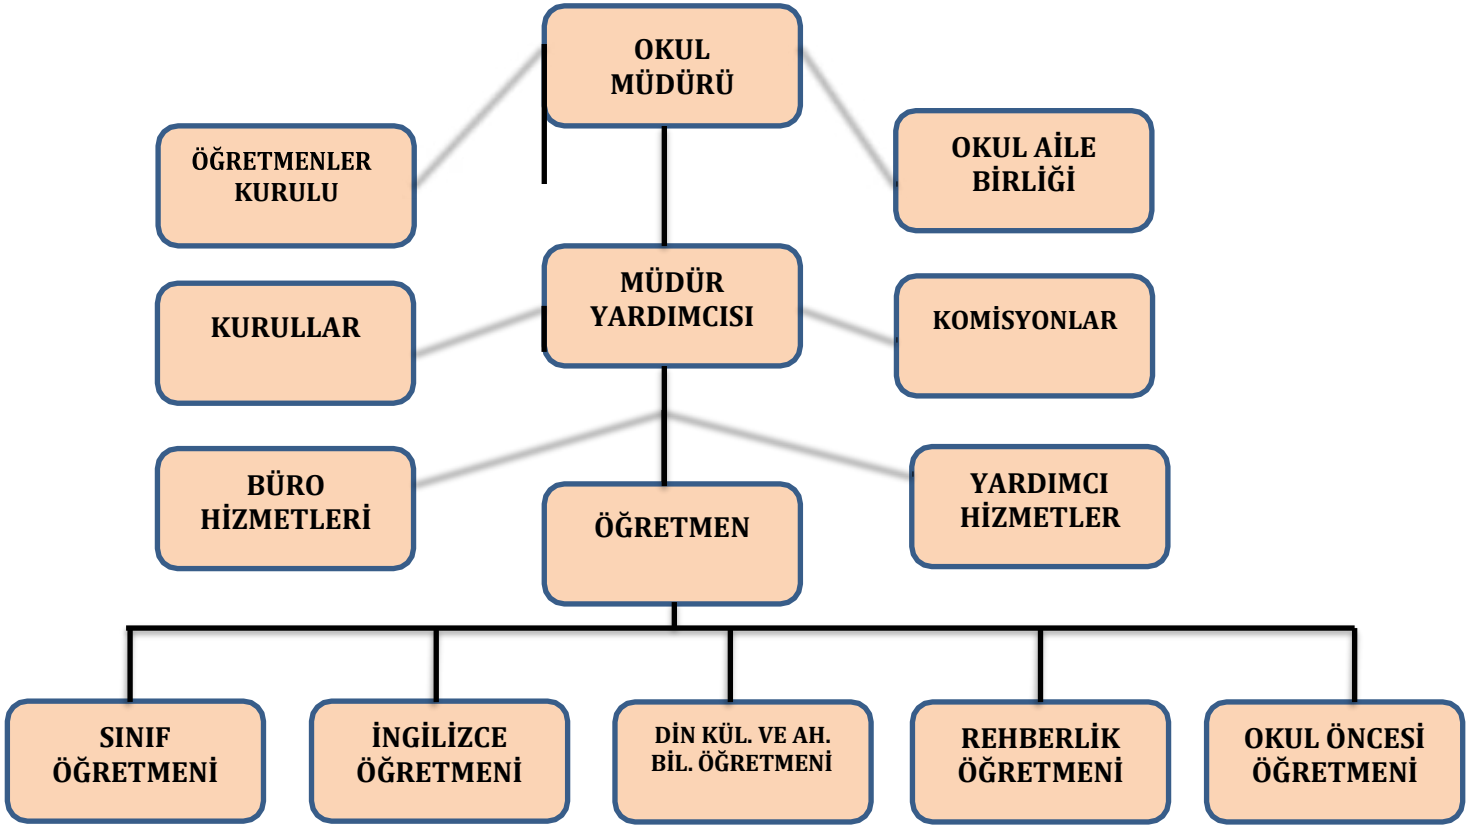 OKUL
MÜDÜRÜ
ÖĞRETMENLER
KURULU
OKUL AİLE
BİRLİĞİ
MÜDÜR
YARDIMCISI
KURULLAR
KOMİSYONLAR
BÜRO
HİZMETLERİ
ÖĞRETMEN
YARDIMCI
HİZMETLER
SINIF
ÖĞRETMENİ
İNGİLİZCE
ÖĞRETMENİ
DİN KÜL. VE AH.
BİL. ÖĞRETMENİ
REHBERLİK
ÖĞRETMENİ
OKUL ÖNCESİ
ÖĞRETMENİ